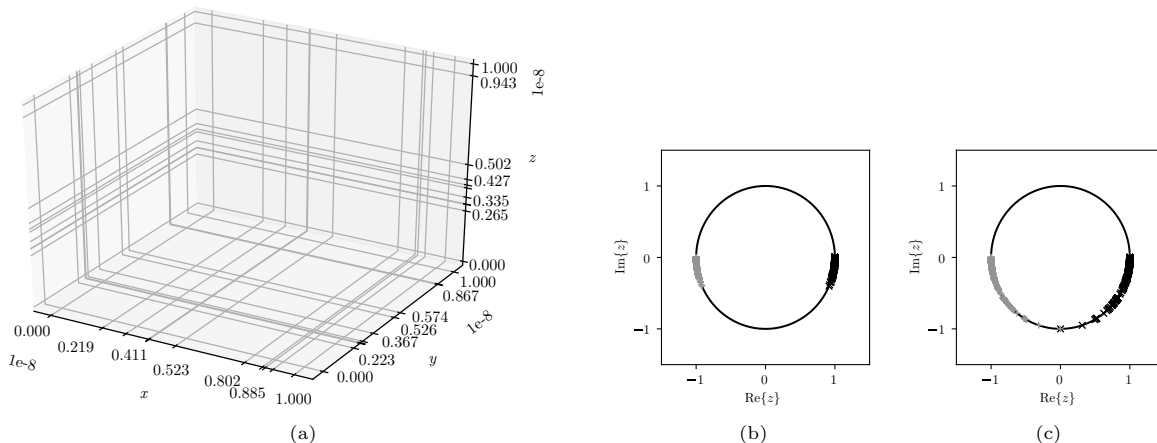 1.000
0.943
1e-8
z
0.502
0.427
0.335
0.265
0.000
1.000
0.867
1e-8
0.574
0.526
0.367
0.223
0.000
y
0.000
0.219
0.411
0.523
0.802
0.885
1.000
1e-8
x
(a)
1
0
−1
Im{z}
−1
0
1
Re{z}
(b)
1
0
−1
Im{z}
−1
0
1
Re{z}
(c)